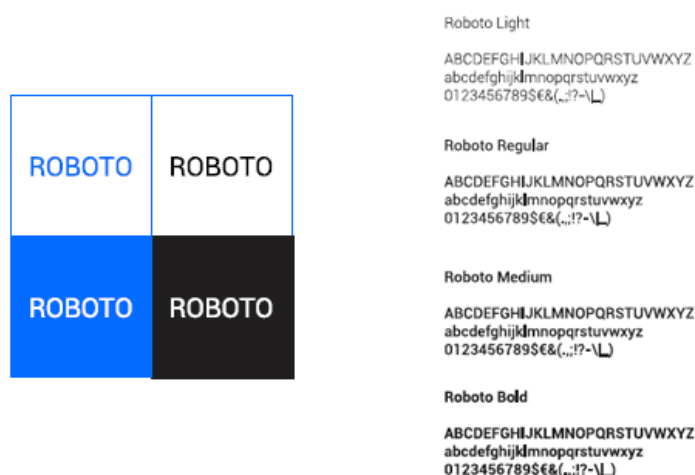 ROBOTO ROBOTO
ROBOTO ROBOTO
Roboto Light
ABCDEFGHIJKLMNOPQRSTUVWXYZ
abcdefghijklmnopqrstuvwxyz
0123456789$€&(.,;:!?-\|_)
Roboto Regular
ABCDEFGHIJKLMNOPQRSTUVWXYZ
abcdefghijklmnopqrstuvwxyz
0123456789$€&(.,;:!?-\|_)
Roboto Medium
ABCDEFGHIJKLMNOPQRSTUVWXYZ
abcdefghijklmnopqrstuvwxyz
0123456789$€&(.,;:!?-\|_)
Roboto Bold
ABCDEFGHIJKLMNOPQRSTUVWXYZ
abcdefghijklmnopqrstuvwxyz
0123456789$€&(.,;:!?-\|_)